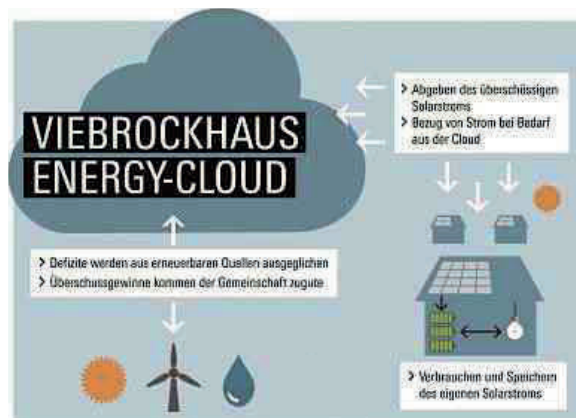 VIEBROCKHAUS
ENERGY-CLOUD
> Abgeben des überschüssigen
Solarstroms
> Bezug von Strom bei Bedarf
aus der Cloud
> Defizite werden aus erneuerbaren Quellen ausgeglichen
> Überschussgewinne kommen der Gemeinschaft zugute
> Verbrauchen und Speichern
des eigenen Solarstroms